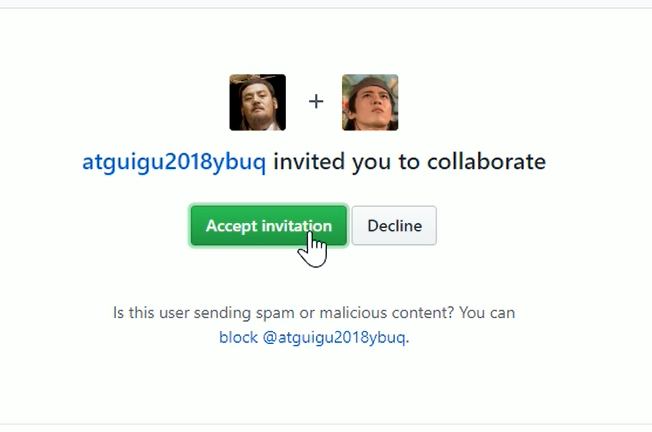 +
atguigu2018ybuq invited you to collaborate
Accept invitation Decline
Is this user sending spam or malicious content? You can
block @atguigu2018ybuq.